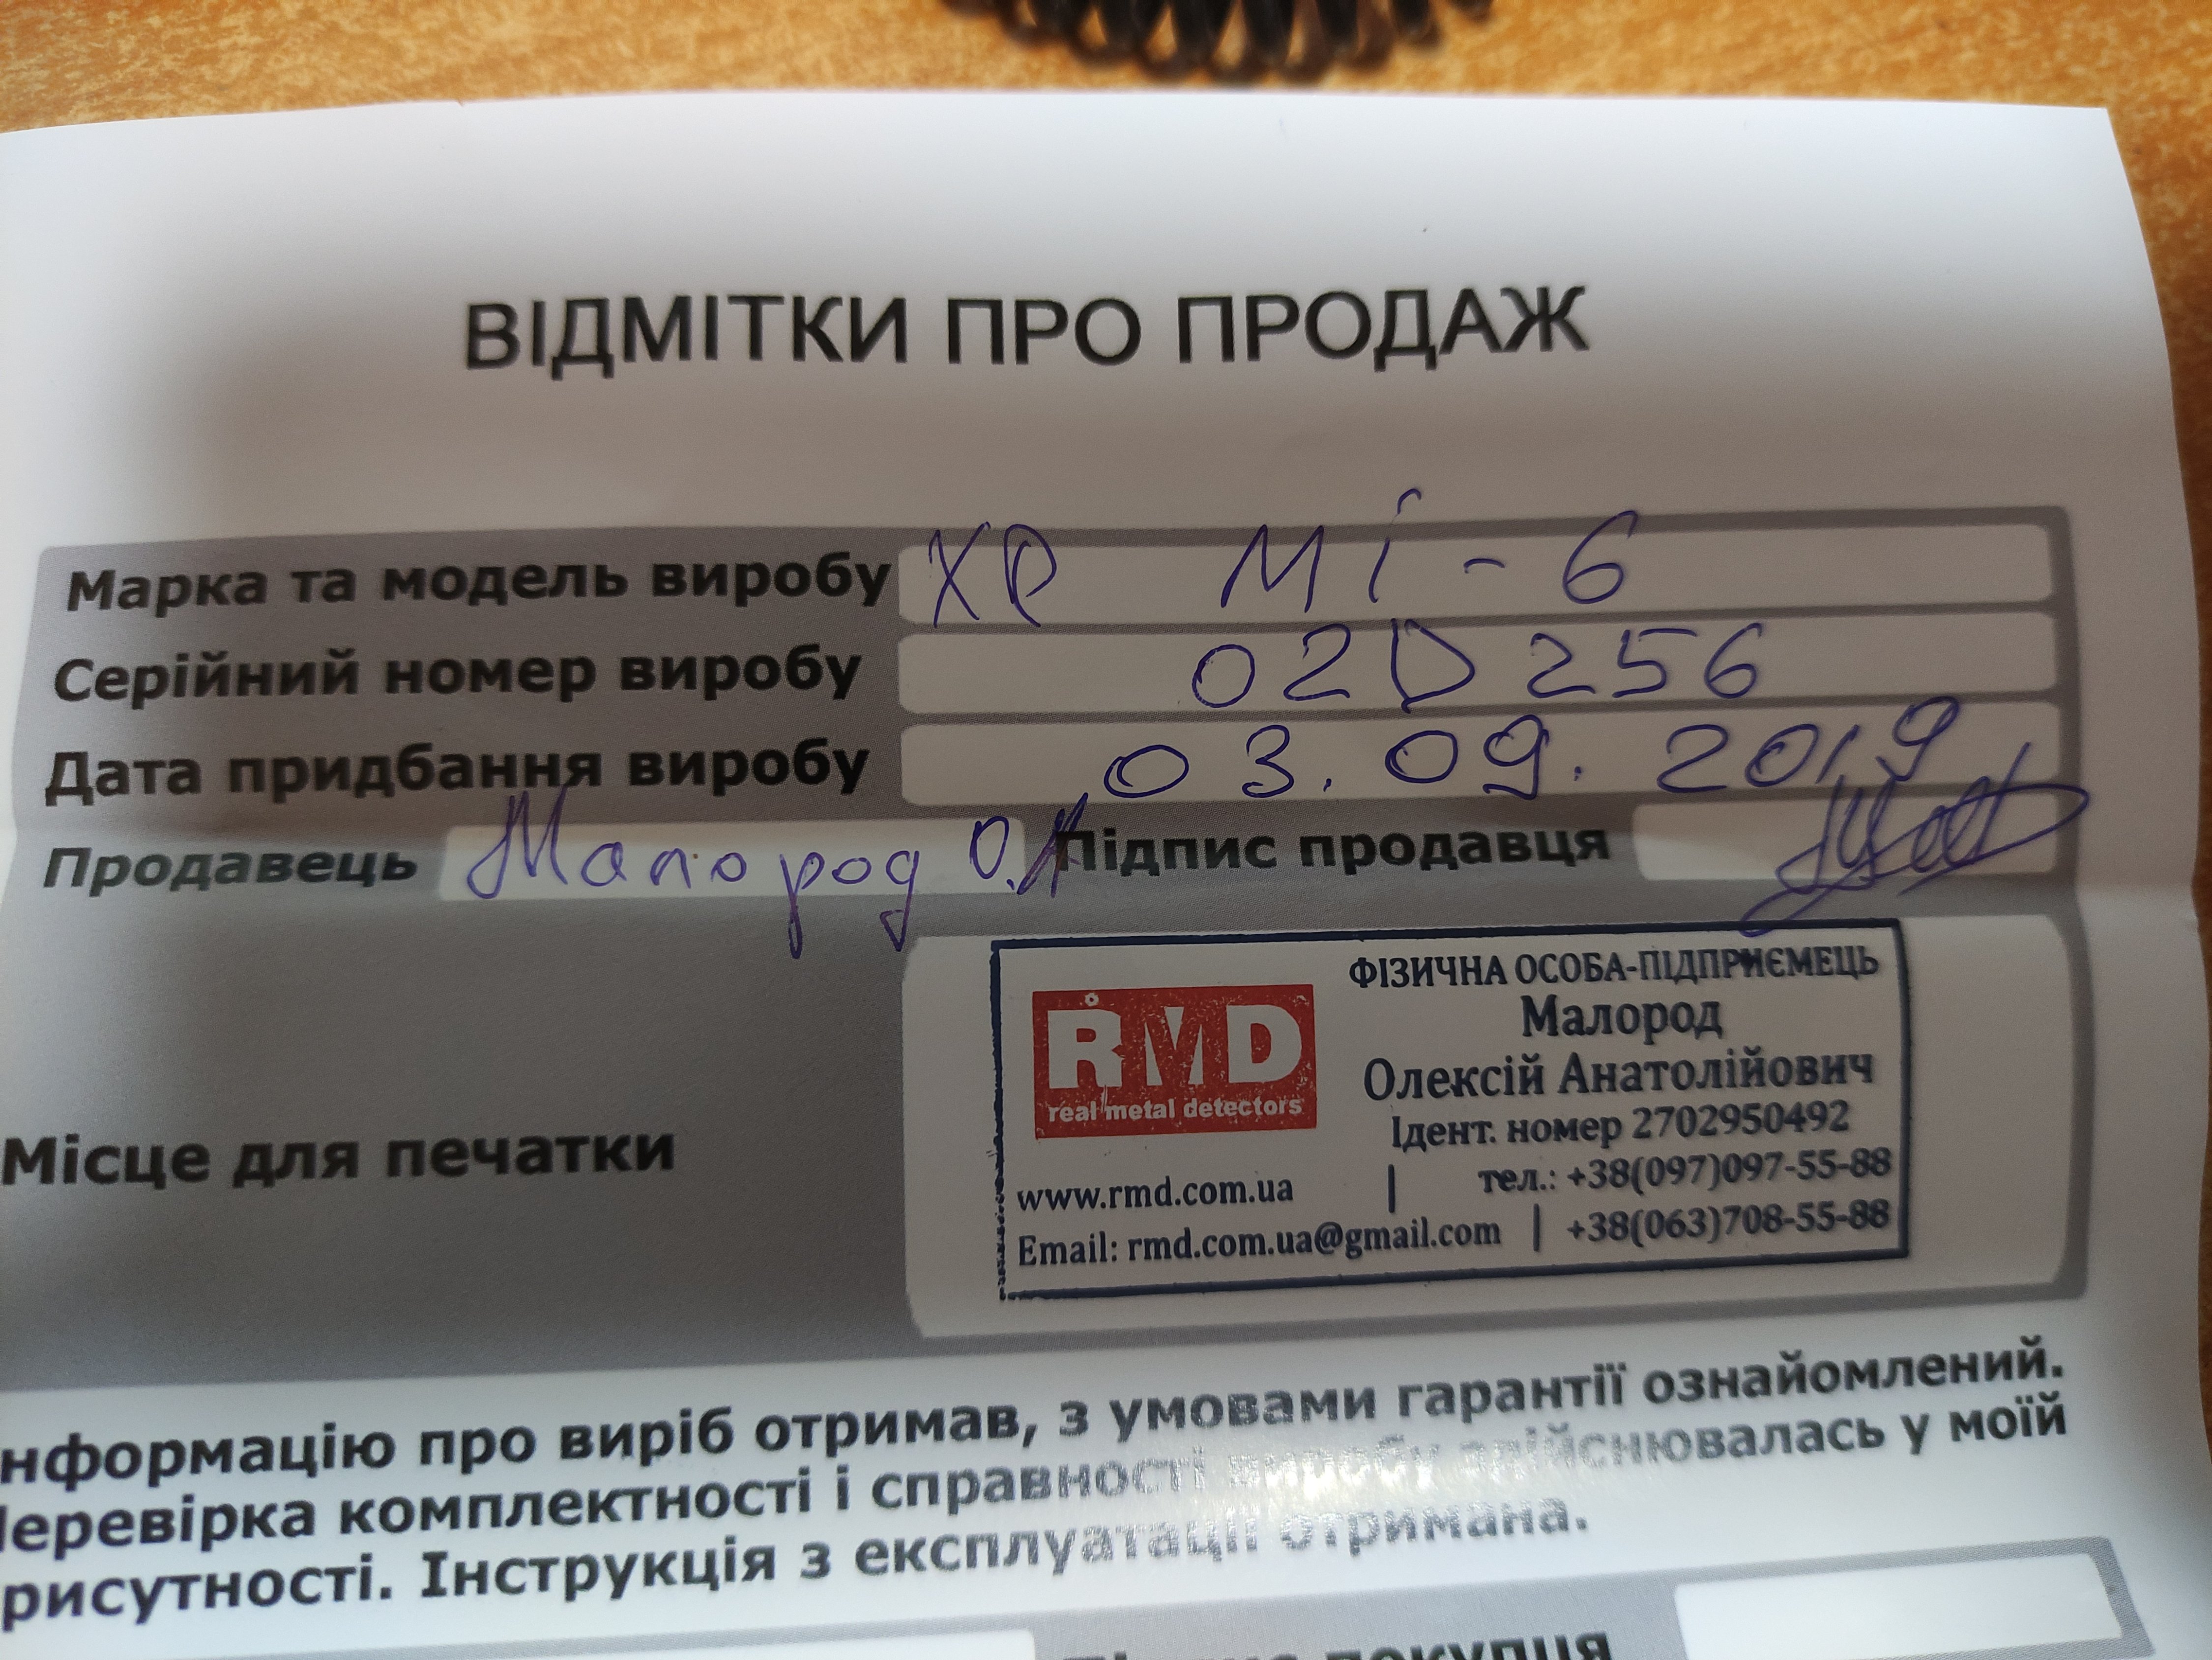 ВІДМІТКИ ПРО ПРОДАЖ
Марка та модель виробу XP Mi-6
Серійний номер виробу 02D256
Дата придбання виробу 03.09.2019
Продавець Малород О.А Підпис продавця
Місце для печатки
RMD
real metal detectors
ФІЗИЧНА ОСОБА-ПІДПРИЄМЕЦЬ
Малород
Олексій Анатолійович
Ідент. номер 2702950492
www.rmd.com.ua | тел.: +38(097)097-55-88
Email: rmd.com.ua@gmail.com | +38(063)708-55-88
нформацію про виріб отримав, з умовами гарантії ознайомлений.
Перевірка комплектності і справності виробу здійснювалась у моїй
рисутності. Інструкція з експлуатації отримана.
покупця